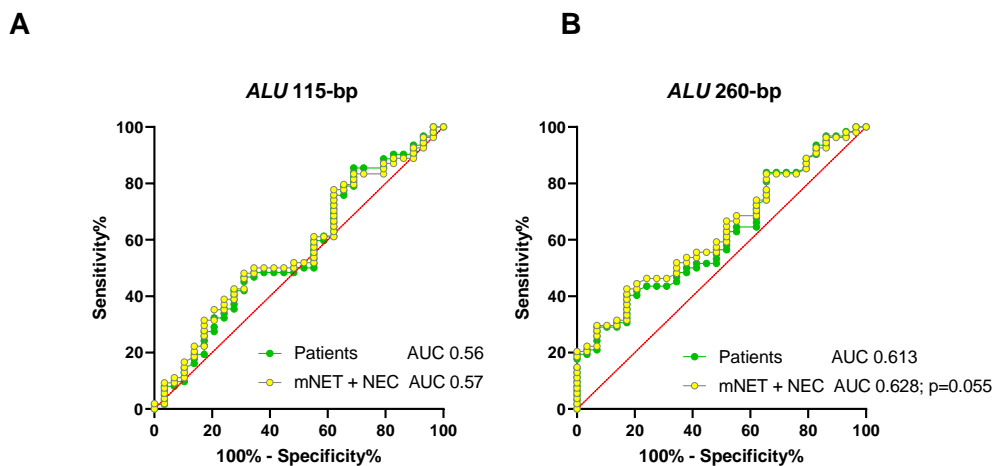 A
B
ALU 115-bp
100
80
60
40
20
0
Sensitivity%
Patients AUC 0.56
mNET + NEC AUC 0.57
0 20 40 60 80 100
100% - Specificity%
ALU 260-bp
100
80
60
40
20
0
Sensitivity%
Patients AUC 0.613
mNET + NEC AUC 0.628; p=0.055
0 20 40 60 80 100
100% - Specificity%